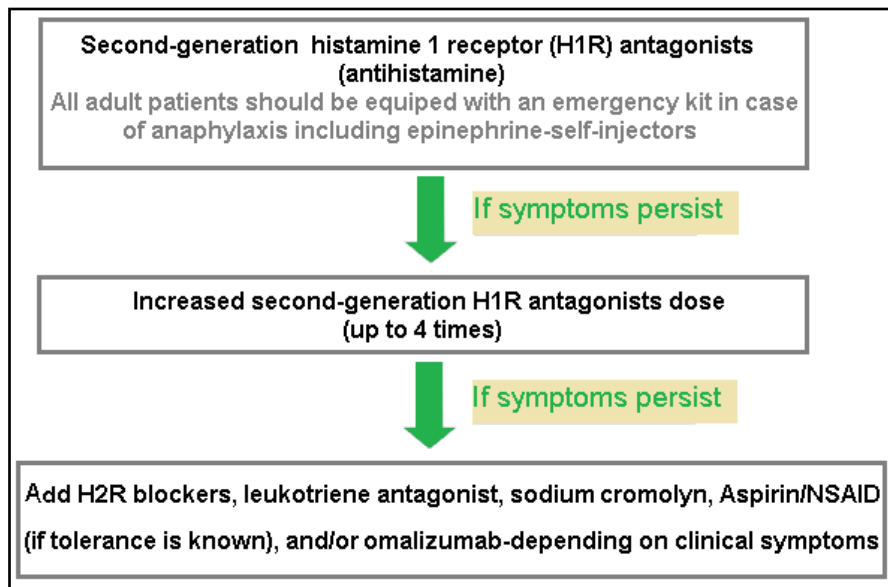 Second-generation histamine 1 receptor (H1R) antagonists
(antihistamine)
All adult patients should be equiped with an emergency kit in case
of anaphylaxis including epinephrine-self-injectors
If symptoms persist
Increased second-generation H1R antagonists dose
(up to 4 times)
If symptoms persist
Add H2R blockers, leukotriene antagonist, sodium cromolyn, Aspirin/NSAID
(if tolerance is known), and/or omalizumab-depending on clinical symptoms